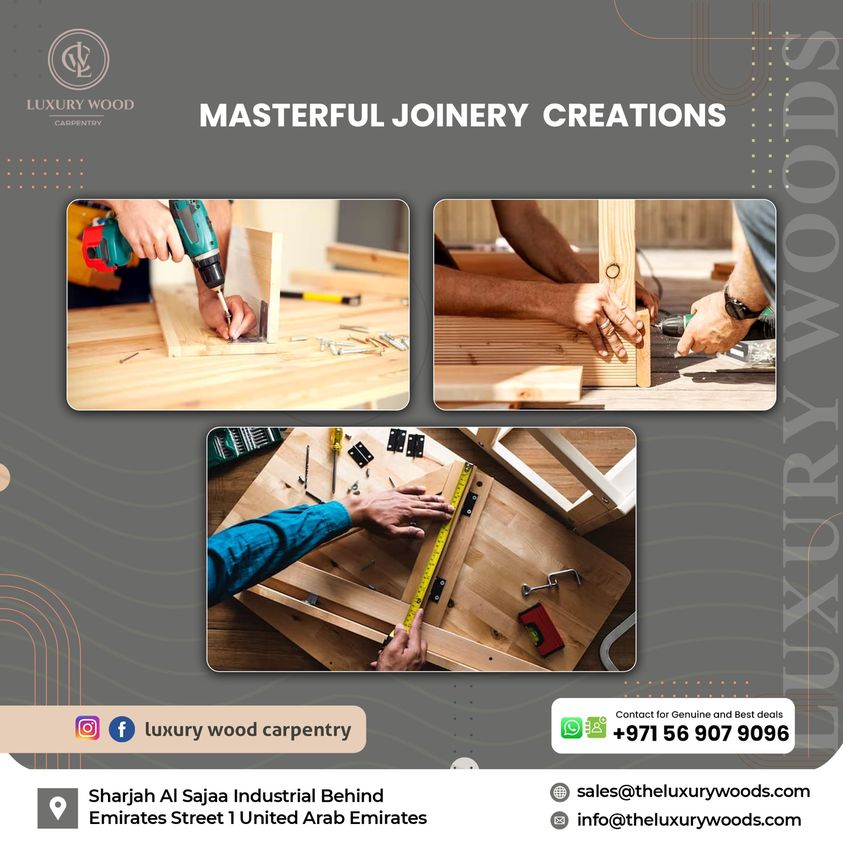 LUXURY WOOD
CARPENTRY
MASTERFUL JOINERY CREATIONS
LUXURY WOODS
luxury wood carpentry
Contact for Genuine and Best deals
+971 56 907 9096
Sharjah Al Sajaa Industrial Behind
Emirates Street 1 United Arab Emirates
sales@theluxurywoods.com
info@theluxurywoods.com